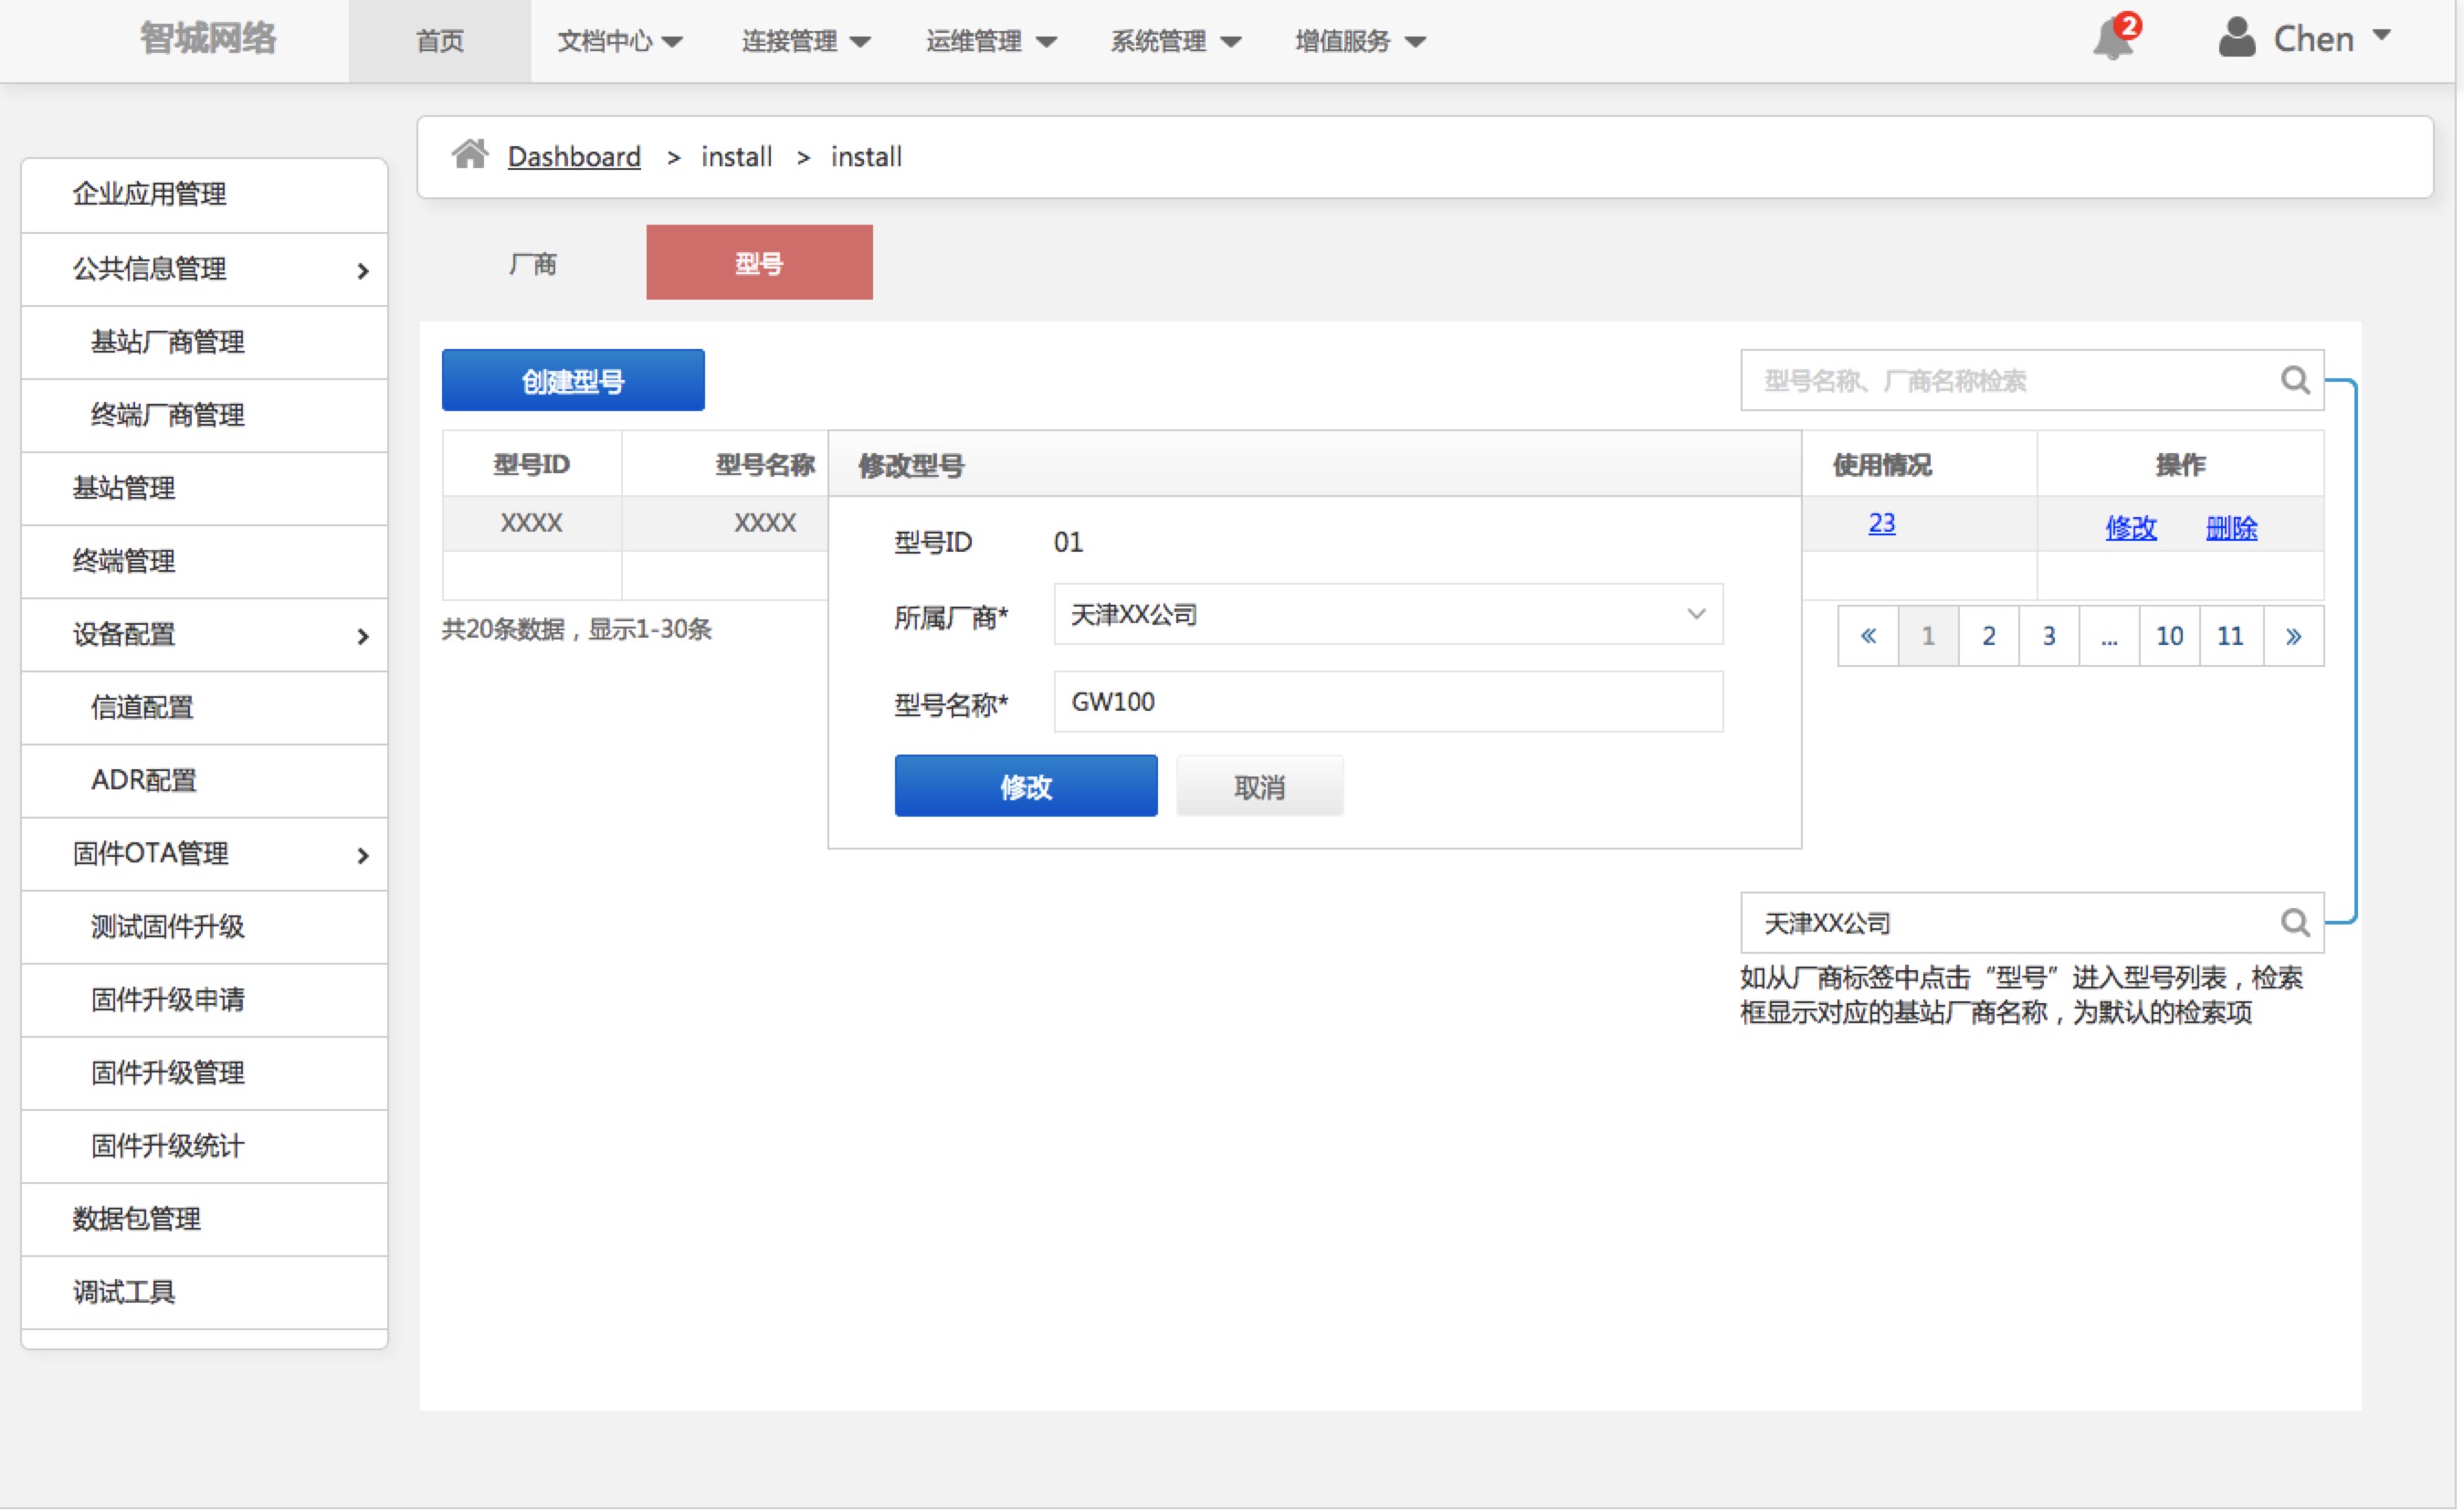 智城网络
首页 文档中心 连接管理 运维管理 系统管理 增值服务 2 Chen
Dashboard > install > install
企业应用管理
公共信息管理
基站厂商管理
终端厂商管理
基站管理
终端管理
设备配置
信道配置
ADR配置
固件OTA管理
测试固件升级
固件升级申请
固件升级管理
固件升级统计
数据包管理
调试工具
厂商 型号
创建型号 型号名称、厂商名称检索
型号ID 型号名称 使用情况 操作
XXXX XXXX 23 修改 删除
共20条数据，显示1-30条
« 1 2 3 ... 10 11 »
修改型号
型号ID 01
所属厂商* 天津XX公司
型号名称* GW100
修改 取消
天津XX公司
如从厂商标签中点击“型号”进入型号列表，检索
框显示对应的基站厂商名称，为默认的检索项